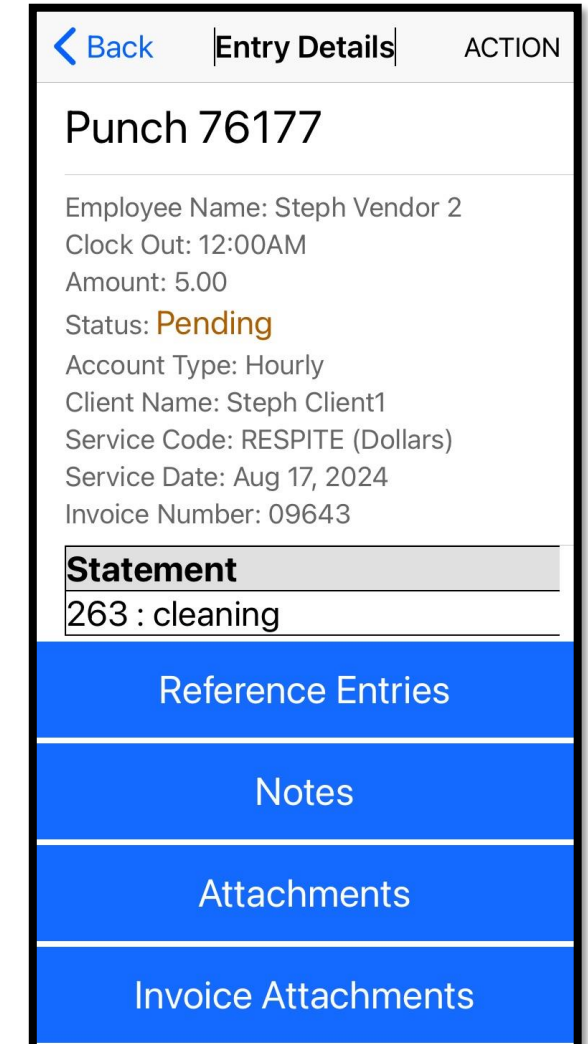 Back Entry Details ACTION
Punch 76177
Employee Name: Steph Vendor 2
Clock Out: 12:00AM
Amount: 5.00
Status: Pending
Account Type: Hourly
Client Name: Steph Client1
Service Code: RESPITE (Dollars)
Service Date: Aug 17, 2024
Invoice Number: 09643
Statement
263 : cleaning
Reference Entries
Notes
Attachments
Invoice Attachments